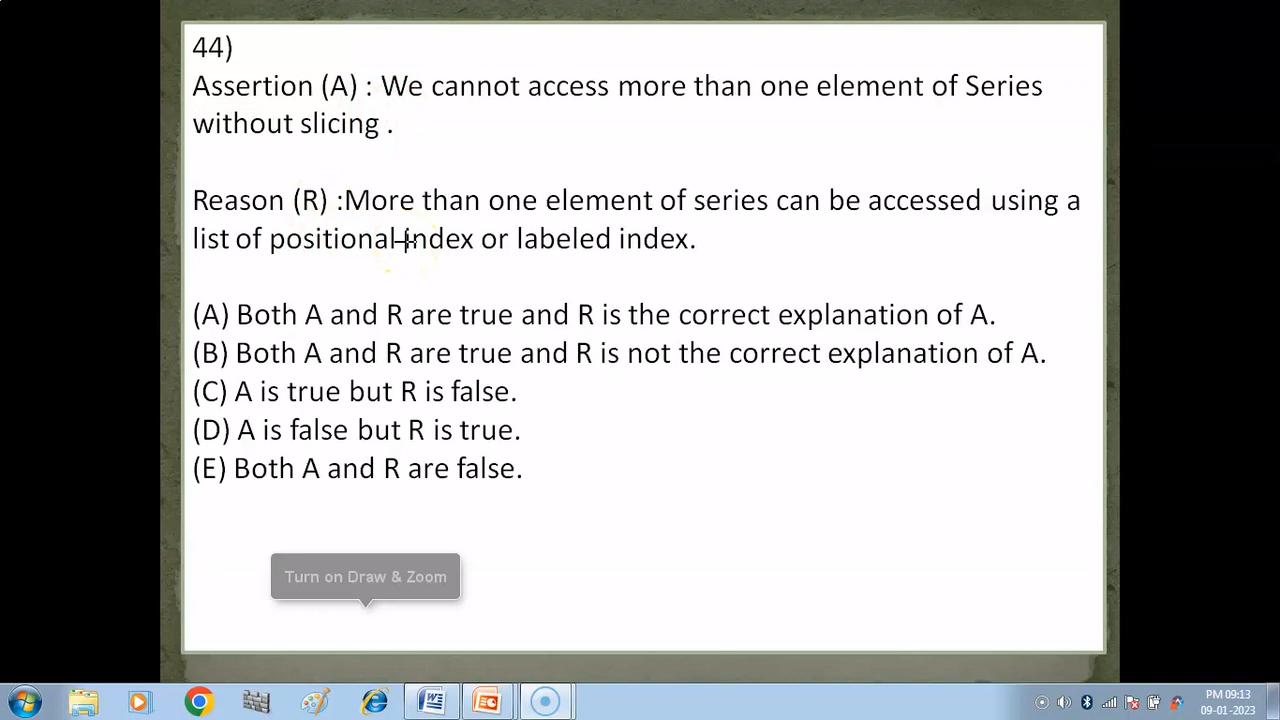 44)
Assertion (A) : We cannot access more than one element of Series
without slicing .
Reason (R) :More than one element of series can be accessed using a
list of positional index or labeled index.
(A) Both A and R are true and R is the correct explanation of A.
(B) Both A and R are true and R is not the correct explanation of A.
(C) A is true but R is false.
(D) A is false but R is true.
(E) Both A and R are false.
Turn on Draw & Zoom
PM 09:13
09-01-2023